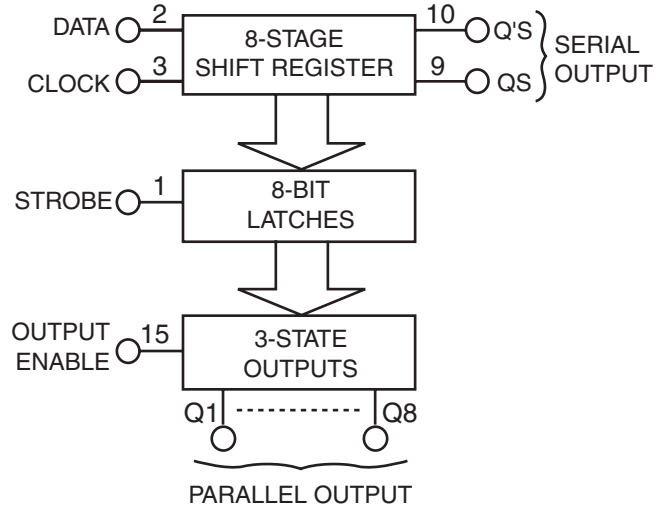 DATA 2
8-STAGE
SHIFT REGISTER
10 Q'S
CLOCK 3
9 QS
SERIAL
OUTPUT
STROBE 1
8-BIT
LATCHES
OUTPUT
ENABLE 15
3-STATE
OUTPUTS
Q1 Q8
PARALLEL OUTPUT